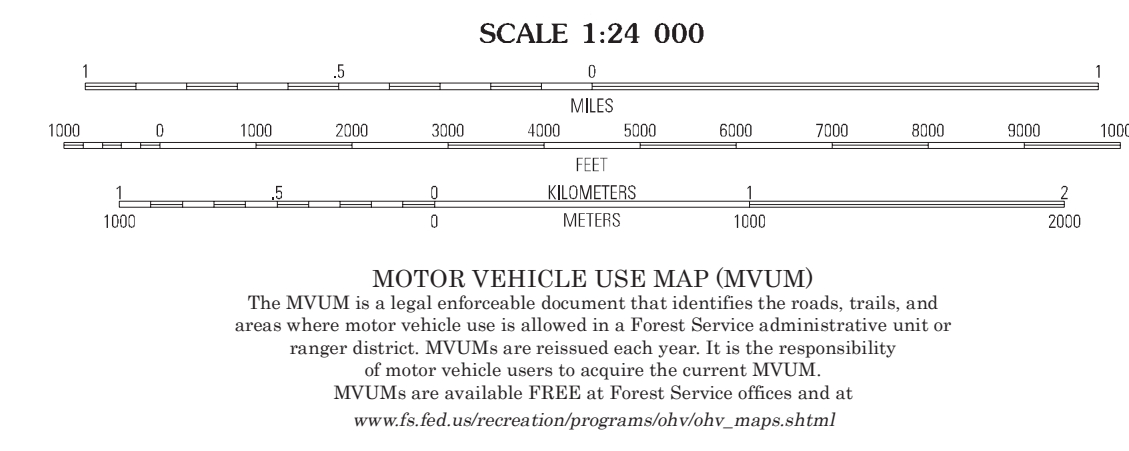 SCALE 1:24 000
1 .5 0 1
MILES
1000 0 1000 2000 3000 4000 5000 6000 7000 8000 9000 1000
FEET
1 .5 0 KILOMETERS 1 2
1000 0 METERS 1000 2000
MOTOR VEHICLE USE MAP (MVUM)
The MVUM is a legal enforceable document that identifies the roads, trails, and
areas where motor vehicle use is allowed in a Forest Service administrative unit or
ranger district. MVUMs are reissued each year. It is the responsibility
of motor vehicle users to acquire the current MVUM.
MVUMs are available FREE at Forest Service offices and at
www.fs.fed.us/recreation/programs/ohv/ohv_maps.shtml